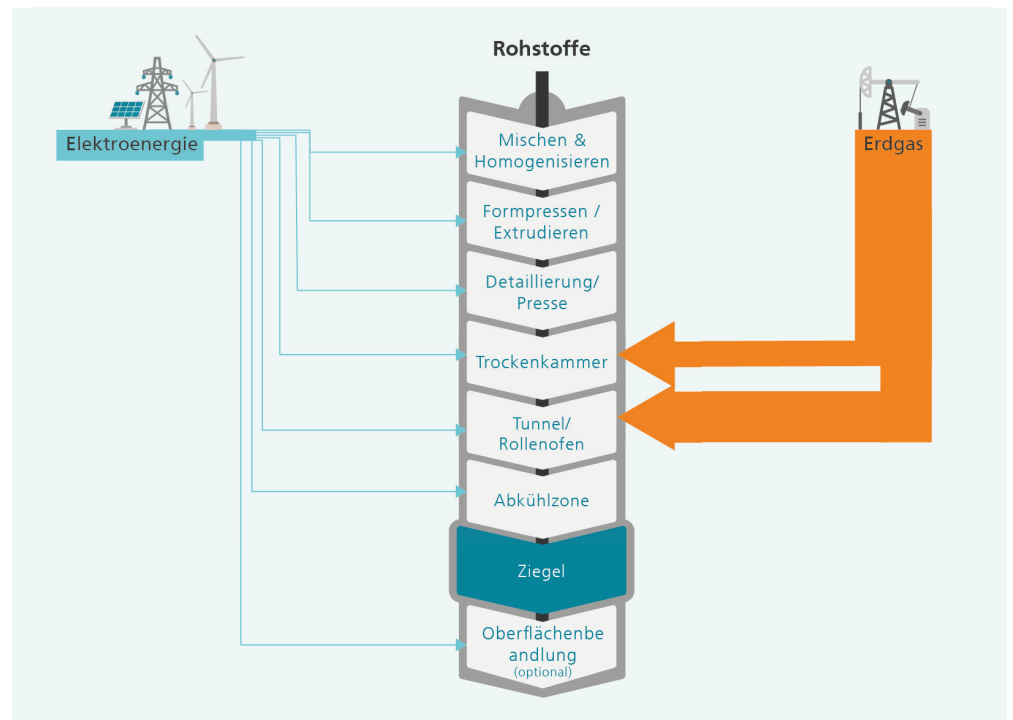 Rohstoffe
Elektroenergie
Erdgas
Mischen &
Homogenisieren
Formpressen /
Extrudieren
Detaillierung/
Presse
Trockenkammer
Tunnel/
Rollenofen
Abkühlzone
Ziegel
Oberflächenbe
andlung
(optional)